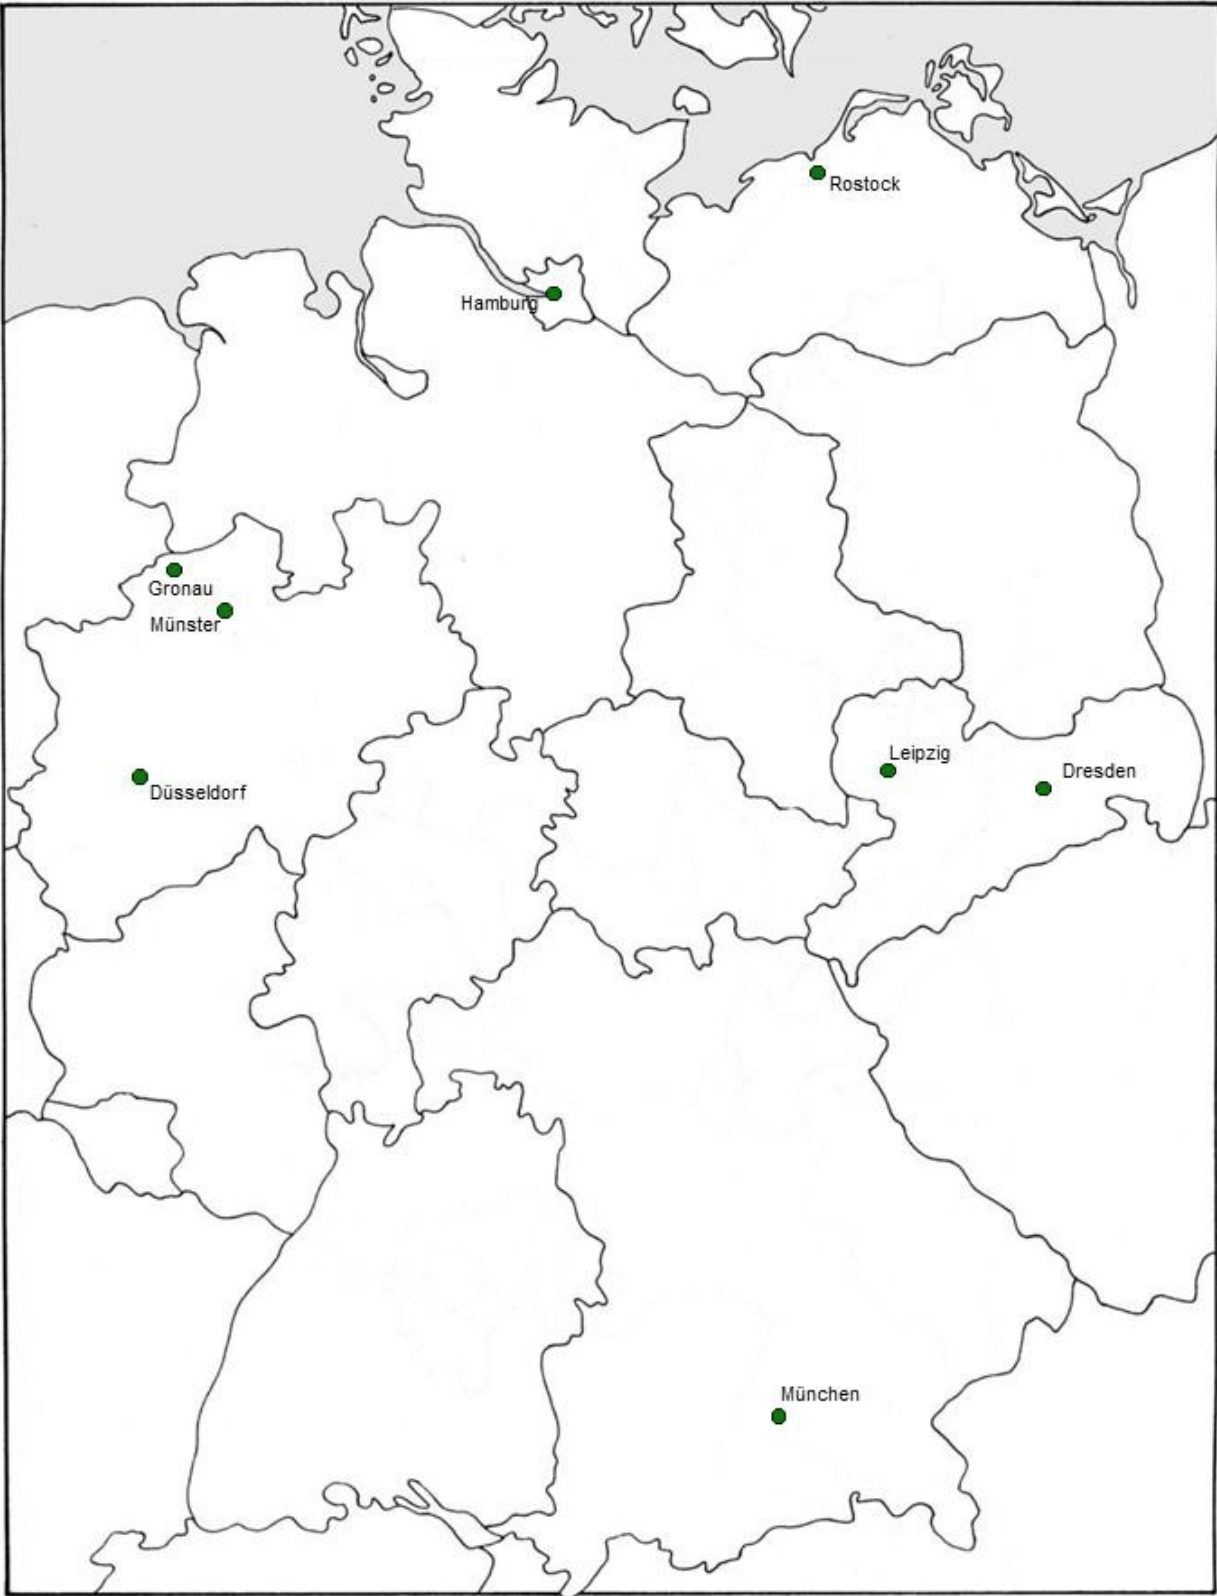 Rostock
Hamburg
Gronau
Münster
Leipzig
Dresden
Düsseldorf
München